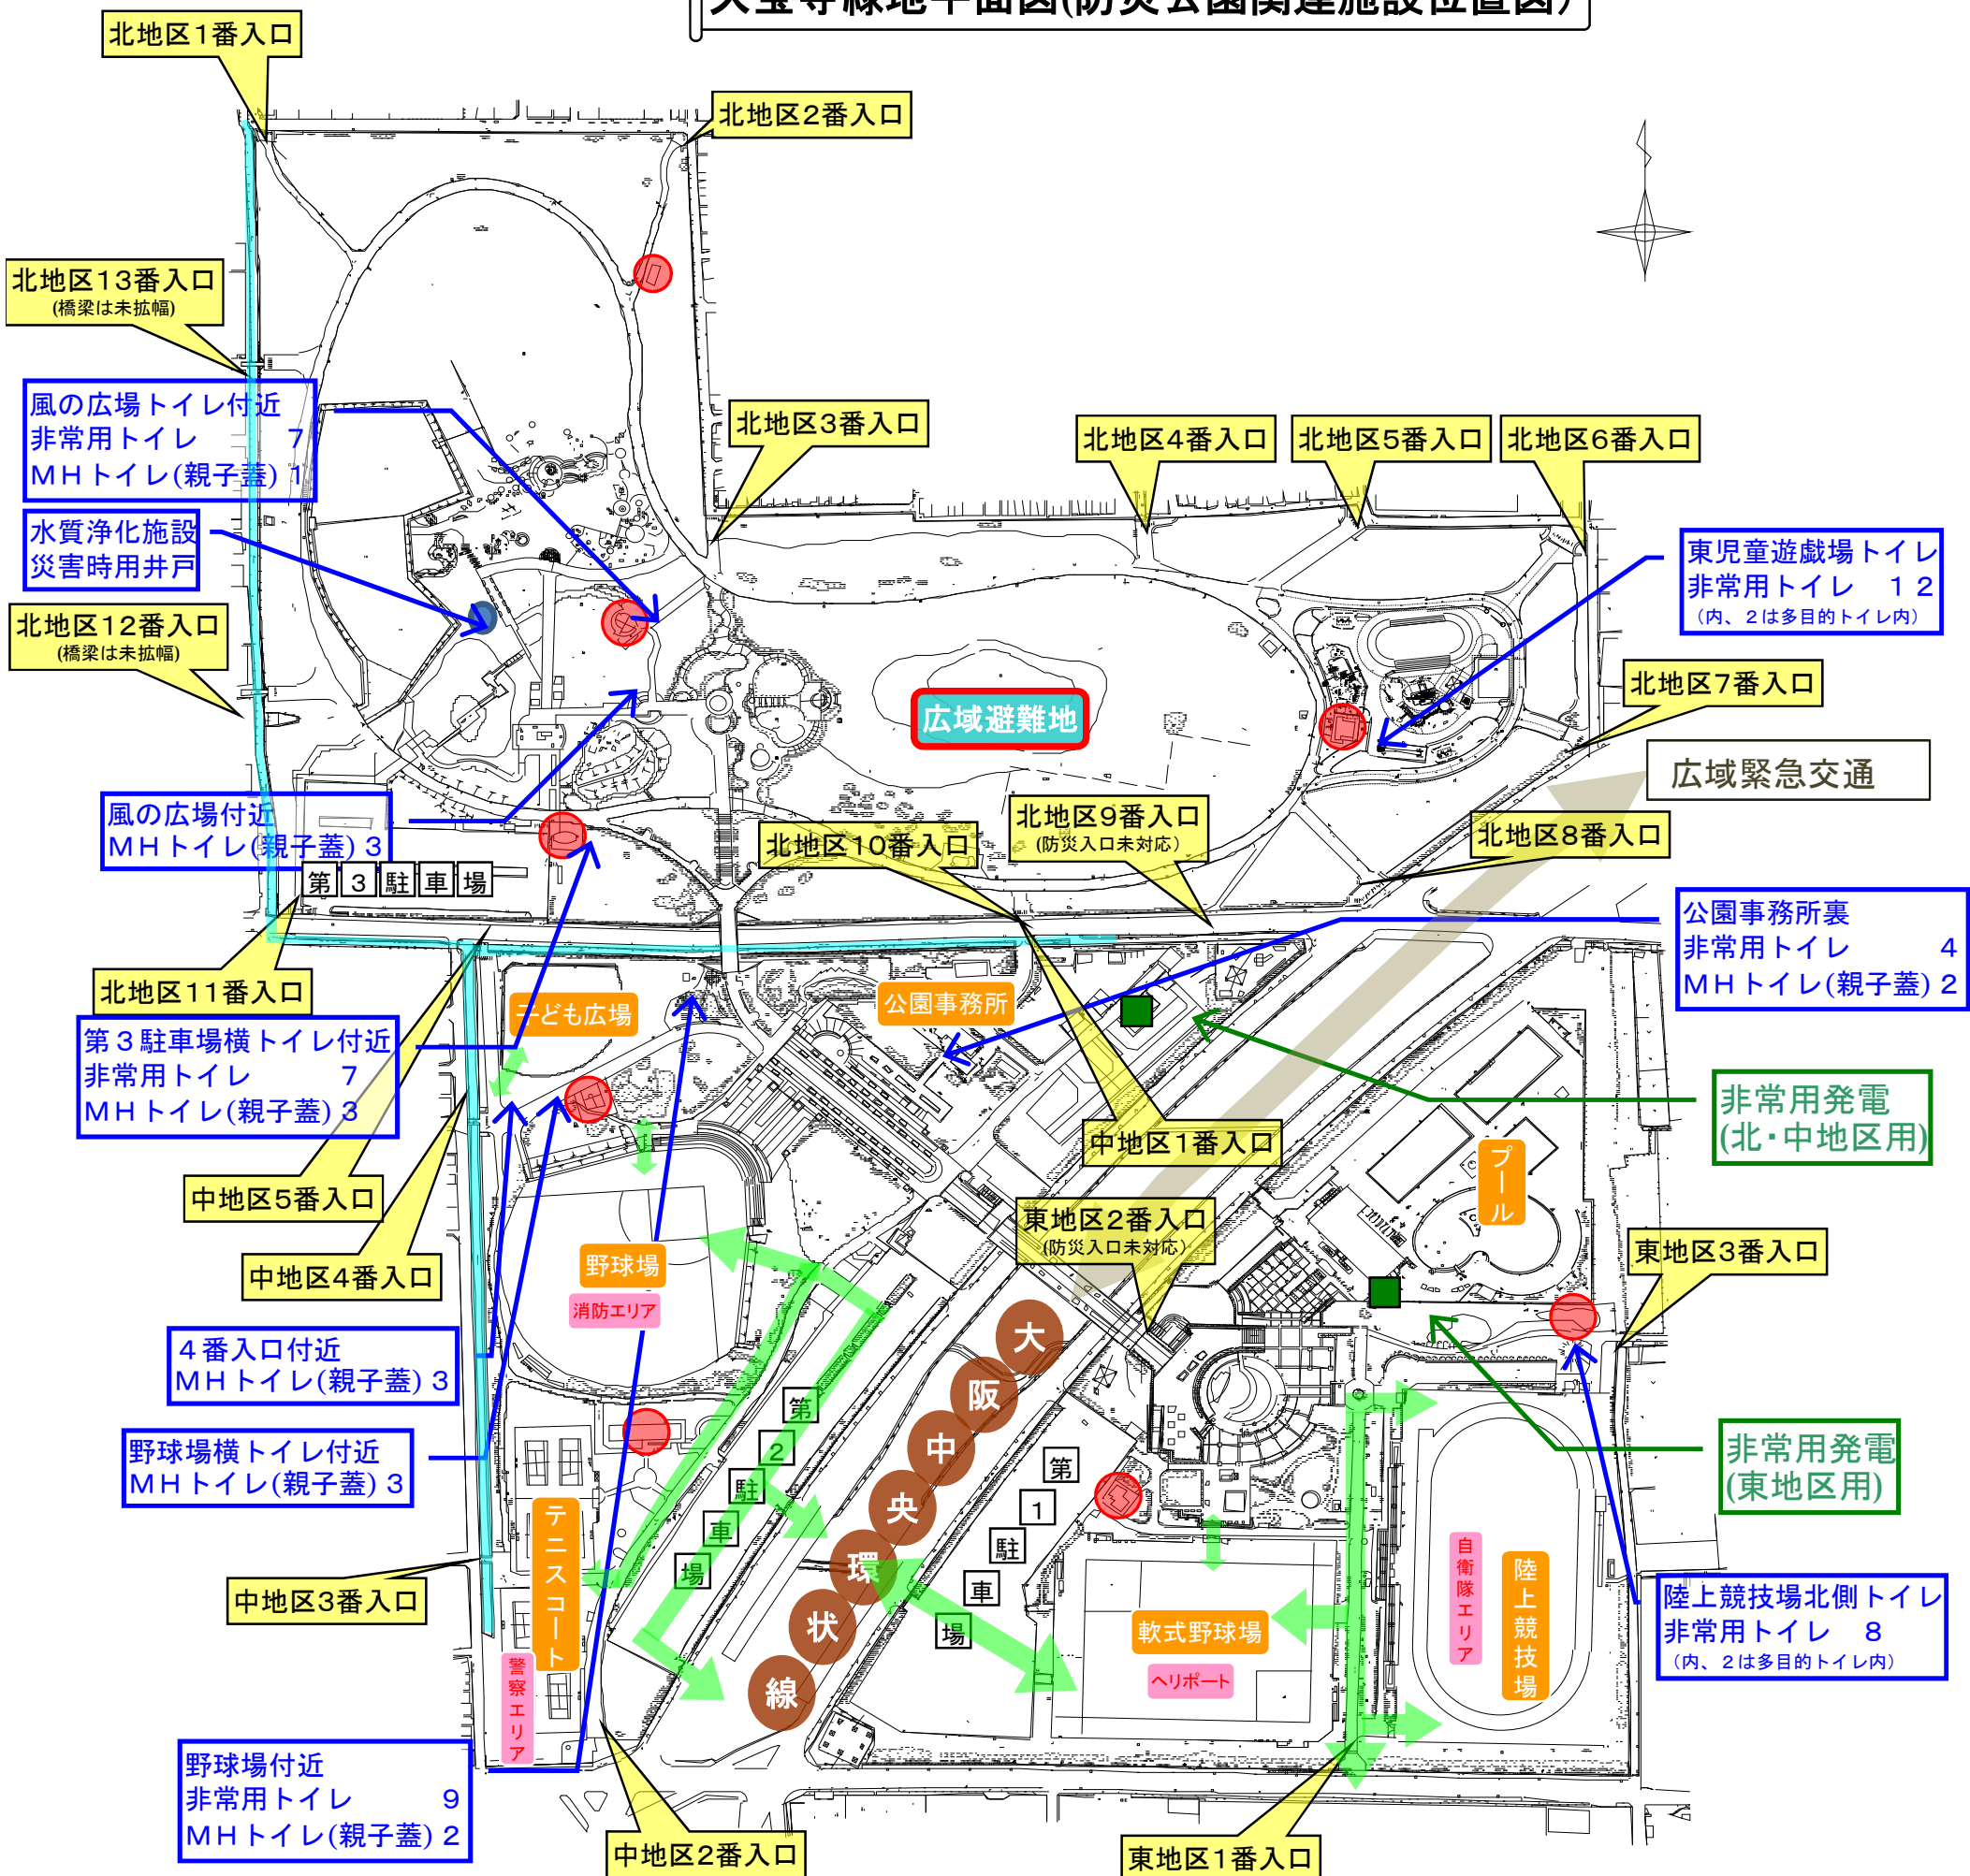 久宝寺緑地平面図(防災公園関連施設位置図)
北地区1番入口
北地区2番入口
北地区13番入口
(橋梁は未拡幅)
風の広場トイレ付近
非常用トイレ 7
MHトイレ(親子蓋) 1
北地区3番入口
北地区4番入口
北地区5番入口
北地区6番入口
水質浄化施設
災害時用井戸
東児童遊戯場トイレ
非常用トイレ 12
(内、2は多目的トイレ内)
北地区12番入口
(橋梁は未拡幅)
北地区7番入口
広域避難地
広域緊急交通
風の広場付近
MHトイレ(親子蓋) 3
北地区10番入口
北地区9番入口
(防災入口未対応)
北地区8番入口
第3駐車場
公園事務所裏
非常用トイレ 4
MHトイレ(親子蓋) 2
北地区11番入口
子ども広場
公園事務所
第3駐車場横トイレ付近
非常用トイレ 7
MHトイレ(親子蓋) 3
非常用発電
(北・中地区用)
中地区1番入口
プール
中地区5番入口
東地区2番入口
(防災入口未対応)
東地区3番入口
中地区4番入口
野球場
消防エリア
4番入口付近
MHトイレ(親子蓋) 3
大阪中央環状線
第2駐車場
第1駐車場
野球場横トイレ付近
MHトイレ(親子蓋) 3
非常用発電
(東地区用)
テニスコート
警察エリア
中地区3番入口
自衛隊エリア
陸上競技場
軟式野球場
ヘリポート
陸上競技場北側トイレ
非常用トイレ 8
(内、2は多目的トイレ内)
野球場付近
非常用トイレ 9
MHトイレ(親子蓋) 2
中地区2番入口
東地区1番入口